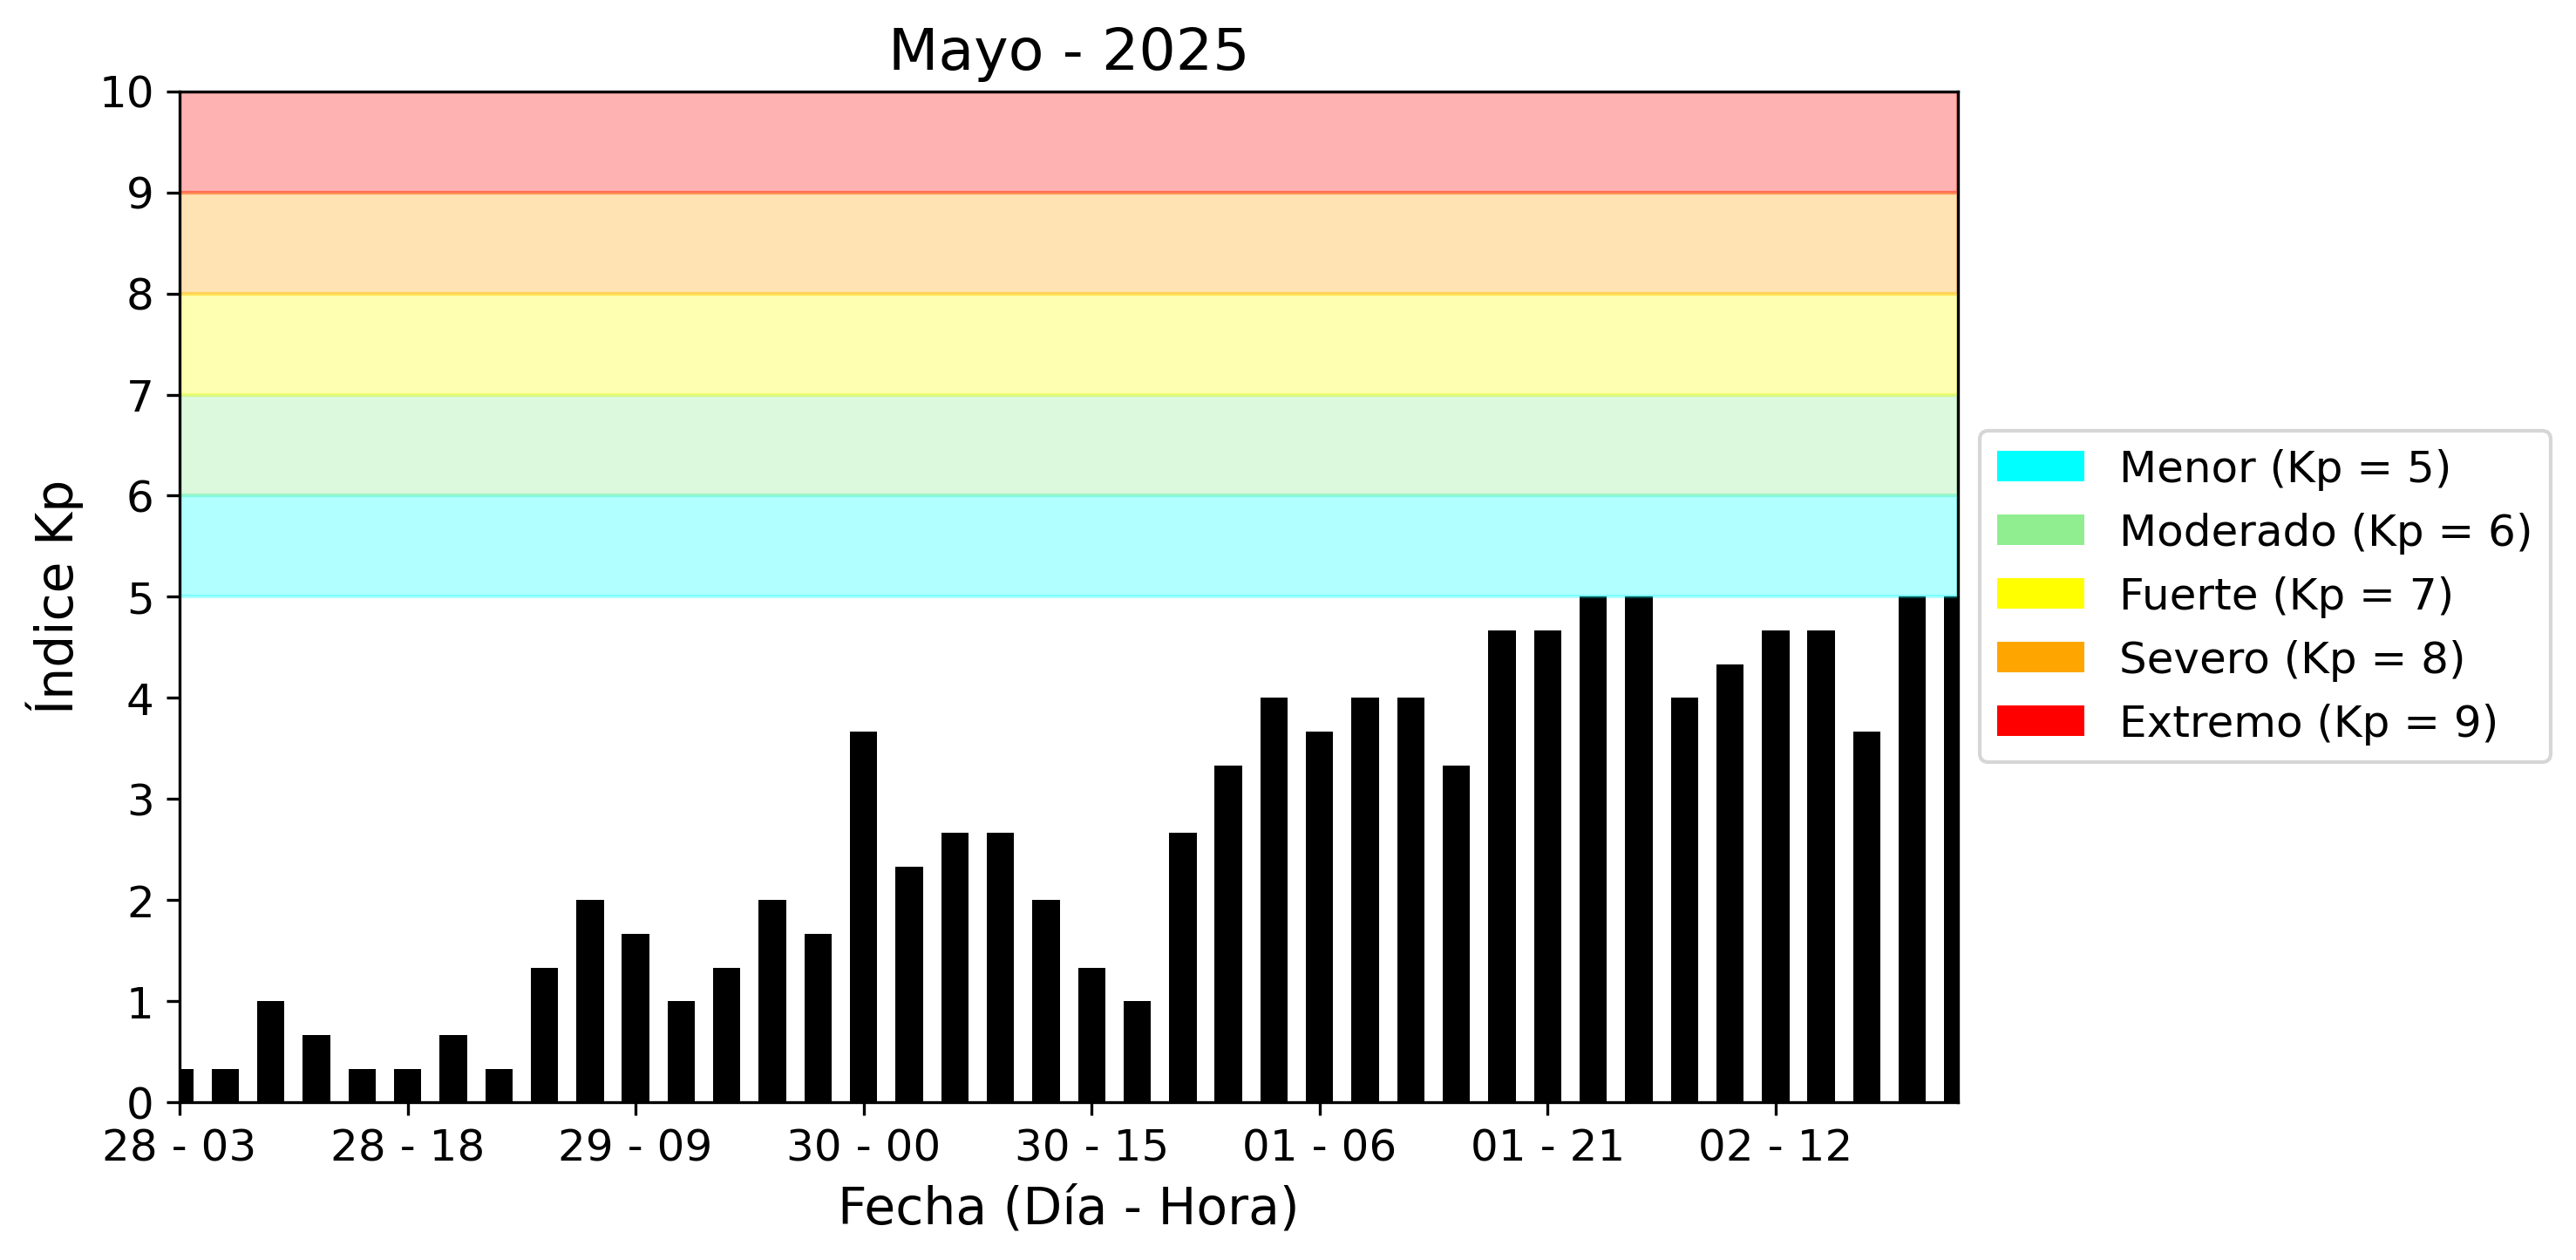 Mayo - 2025
10
9
8
7
6
5
4
3
2
1
0
Índice Kp
28 - 03
28 - 18
29 - 09
30 - 00
30 - 15
01 - 06
01 - 21
02 - 12
Fecha (Día - Hora)
Menor (Kp = 5)
Moderado (Kp = 6)
Fuerte (Kp = 7)
Severo (Kp = 8)
Extremo (Kp = 9)